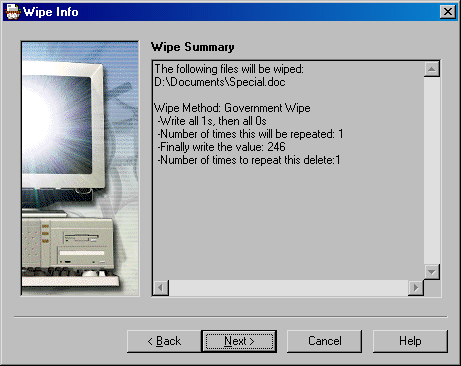 Wipe Info
Wipe Summary
The following files will be wiped:
D:\Documents\Special.doc
Wipe Method: Government Wipe
-Write all 1s, then all 0s
-Number of times this will be repeated: 1
-Finally write the value: 246
-Number of times to repeat this delete:1
< Back
Next >
Cancel
Help